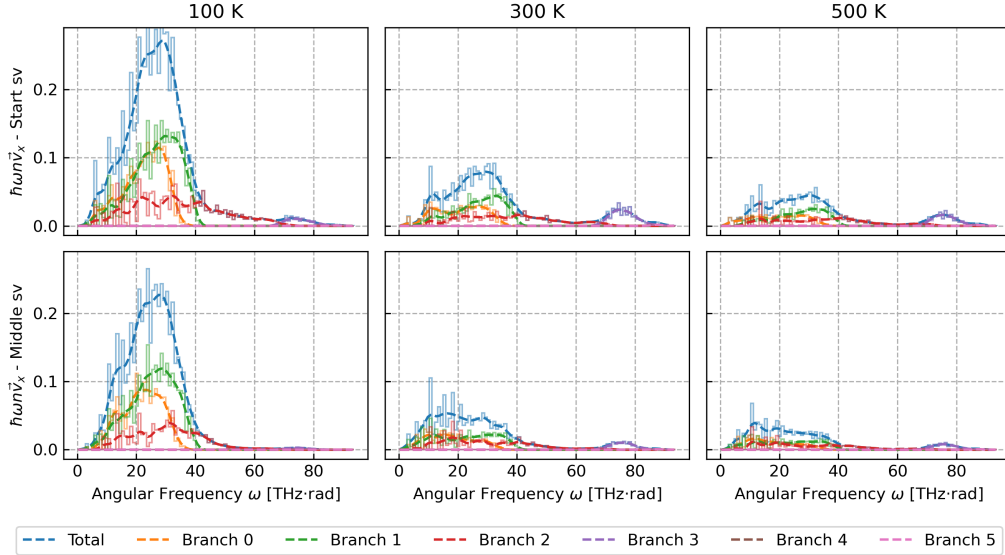 100 K 300 K 500 K
ħωnv⃗ₓ - Start sv
0.2
0.1
0.0
ħωnv⃗ₓ - Middle sv
0.2
0.1
0.0
0 20 40 60 80 0 20 40 60 80 0 20 40 60 80
Angular Frequency ω [THz·rad] Angular Frequency ω [THz·rad] Angular Frequency ω [THz·rad]
Total Branch 0 Branch 1 Branch 2 Branch 3 Branch 4 Branch 5